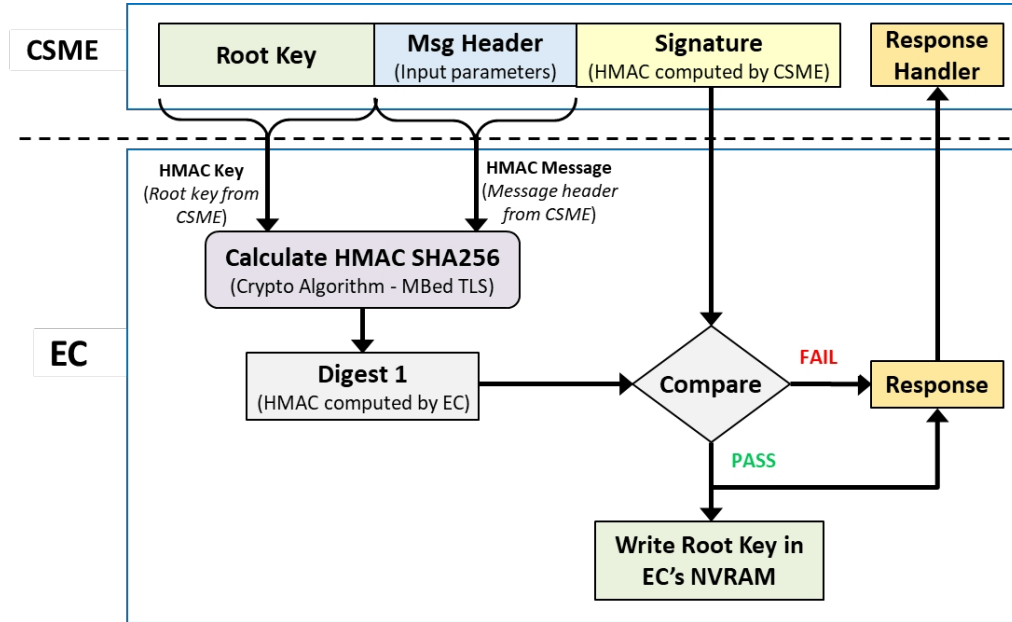 CSME
Root Key
Msg Header
(Input parameters)
Signature
(HMAC computed by CSME)
Response
Handler
HMAC Key
(Root key from
CSME)
HMAC Message
(Message header
from CSME)
Calculate HMAC SHA256
(Crypto Algorithm - MBed TLS)
EC
Digest 1
(HMAC computed by EC)
Compare
FAIL
Response
PASS
Write Root Key in
EC's NVRAM